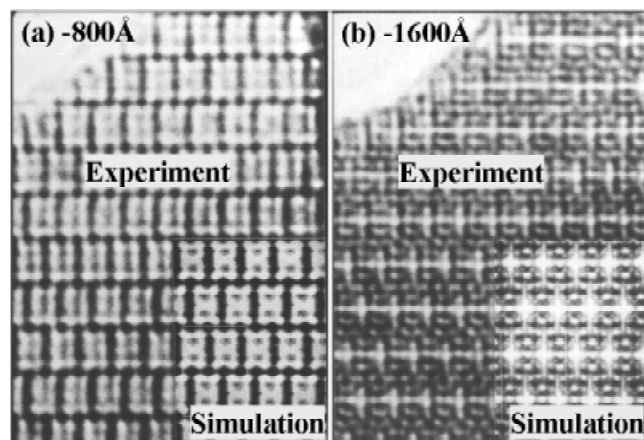 (a) -800Å
(b) -1600Å
Experiment
Experiment
Simulation
Simulation